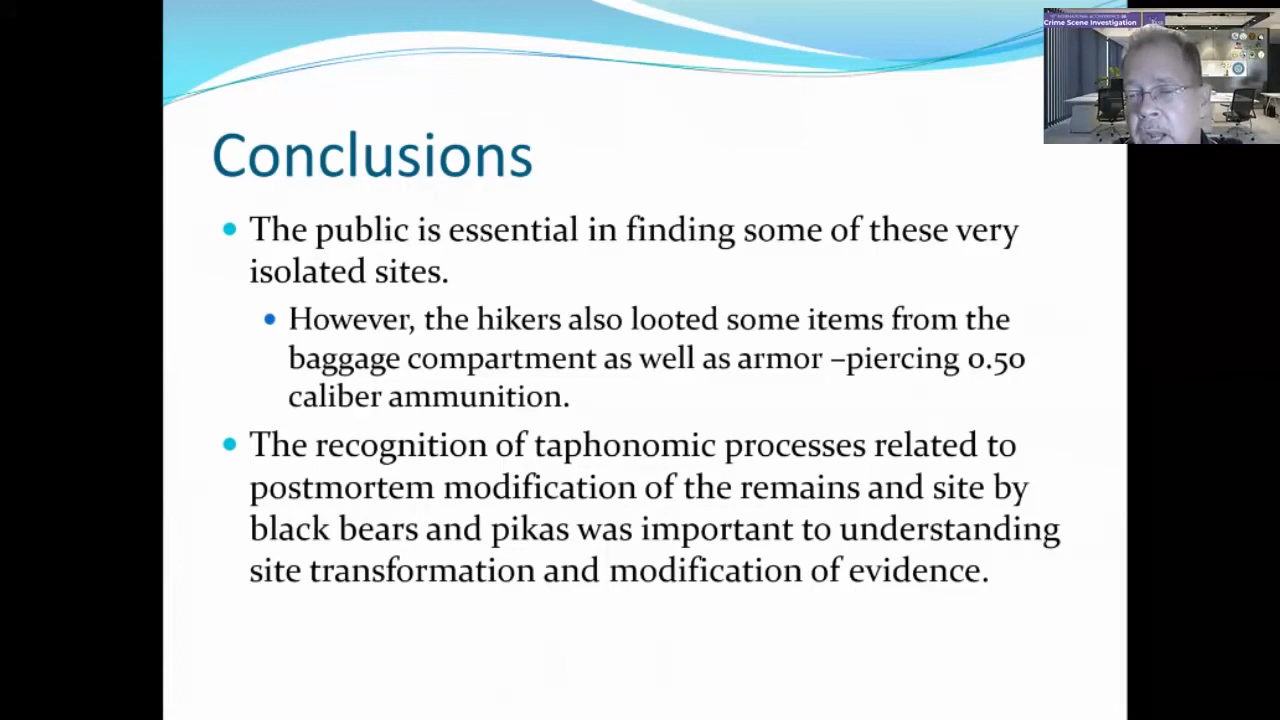 Crime Scene Investigation
Conclusions
• The public is essential in finding some of these very
isolated sites.
• However, the hikers also looted some items from the
baggage compartment as well as armor –piercing 0.50
caliber ammunition.
• The recognition of taphonomic processes related to
postmortem modification of the remains and site by
black bears and pikas was important to understanding
site transformation and modification of evidence.